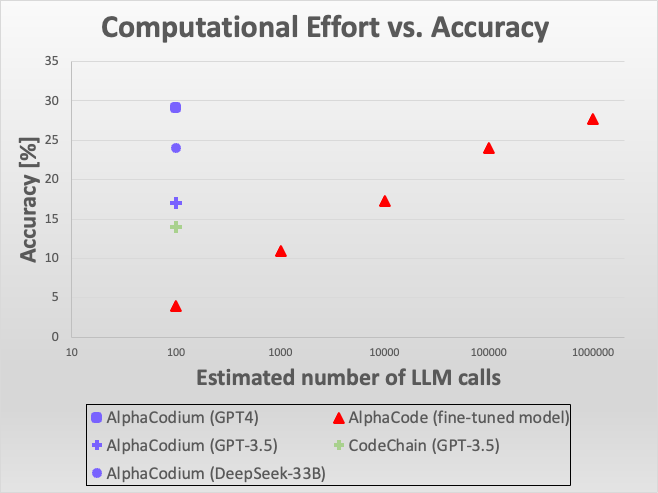 Computational Effort vs. Accuracy
35
30
25
20
15
10
5
0
Accuracy [%]
10 100 1000 10000 100000 1000000
Estimated number of LLM calls
AlphaCodium (GPT4) AlphaCode (fine-tuned model)
AlphaCodium (GPT-3.5) CodeChain (GPT-3.5)
AlphaCodium (DeepSeek-33B)